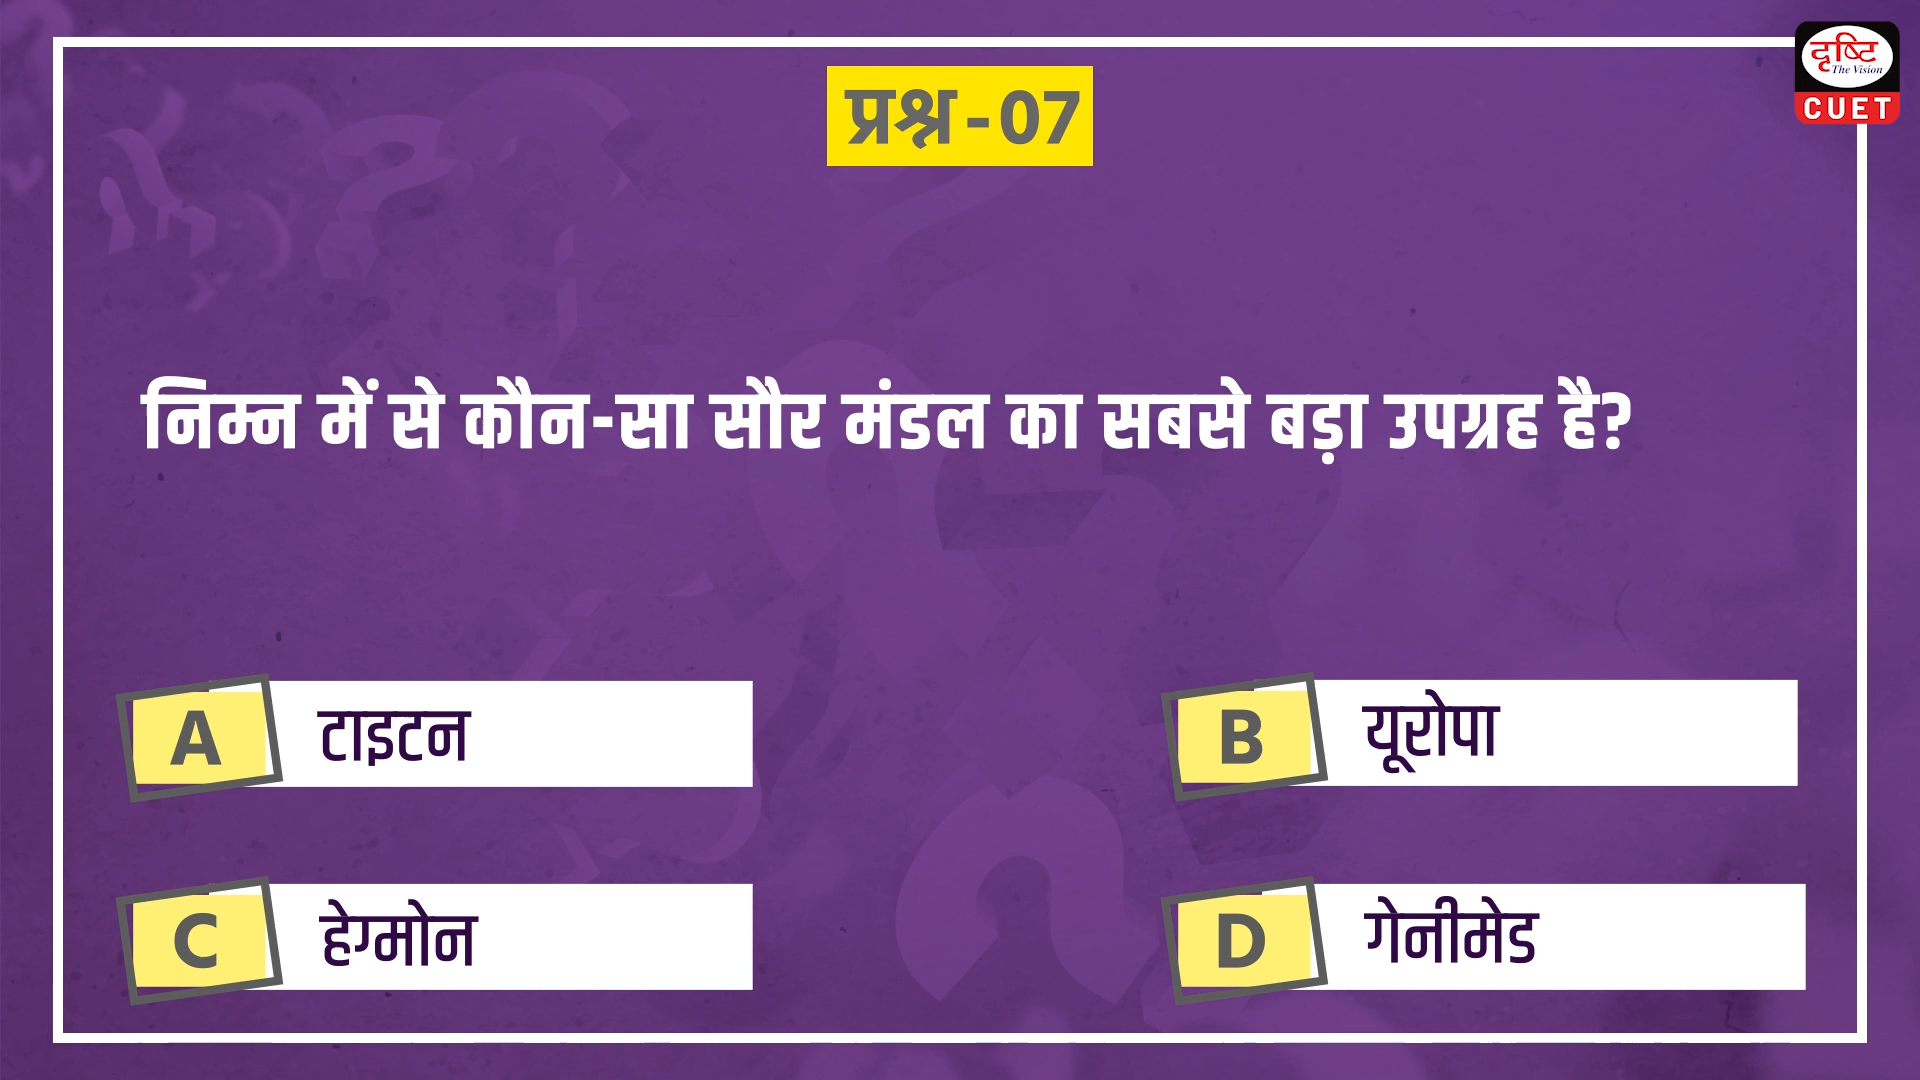 दृष्टि
The Vision
CUET
प्रश्न-07
निम्न में से कौन-सा सौर मंडल का सबसे बड़ा उपग्रह है?
A टाइटन
B यूरोपा
C हेग्मोन
D गेनीमेड